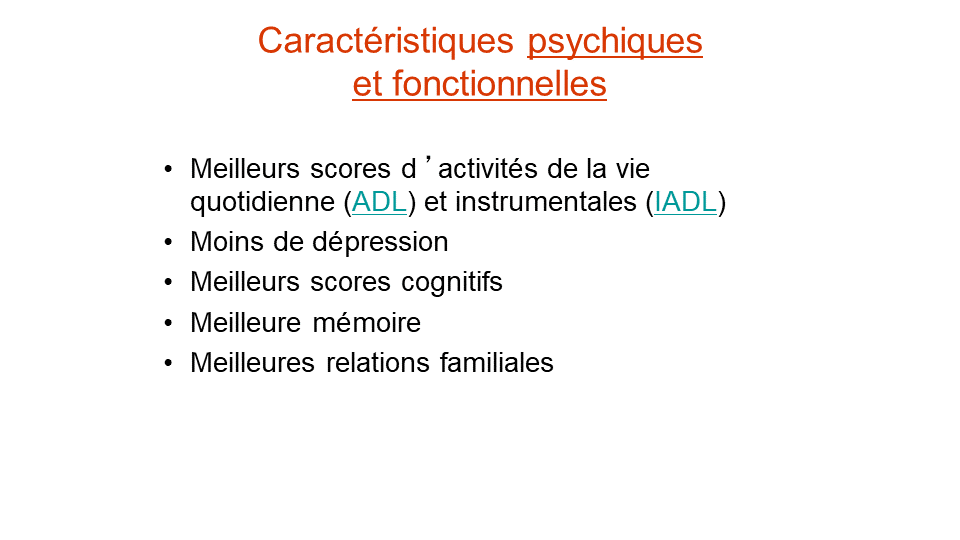 Caractéristiques psychiques
et fonctionnelles
• Meilleurs scores d’activités de la vie
quotidienne (ADL) et instrumentales (IADL)
• Moins de dépression
• Meilleurs scores cognitifs
• Meilleure mémoire
• Meilleures relations familiales